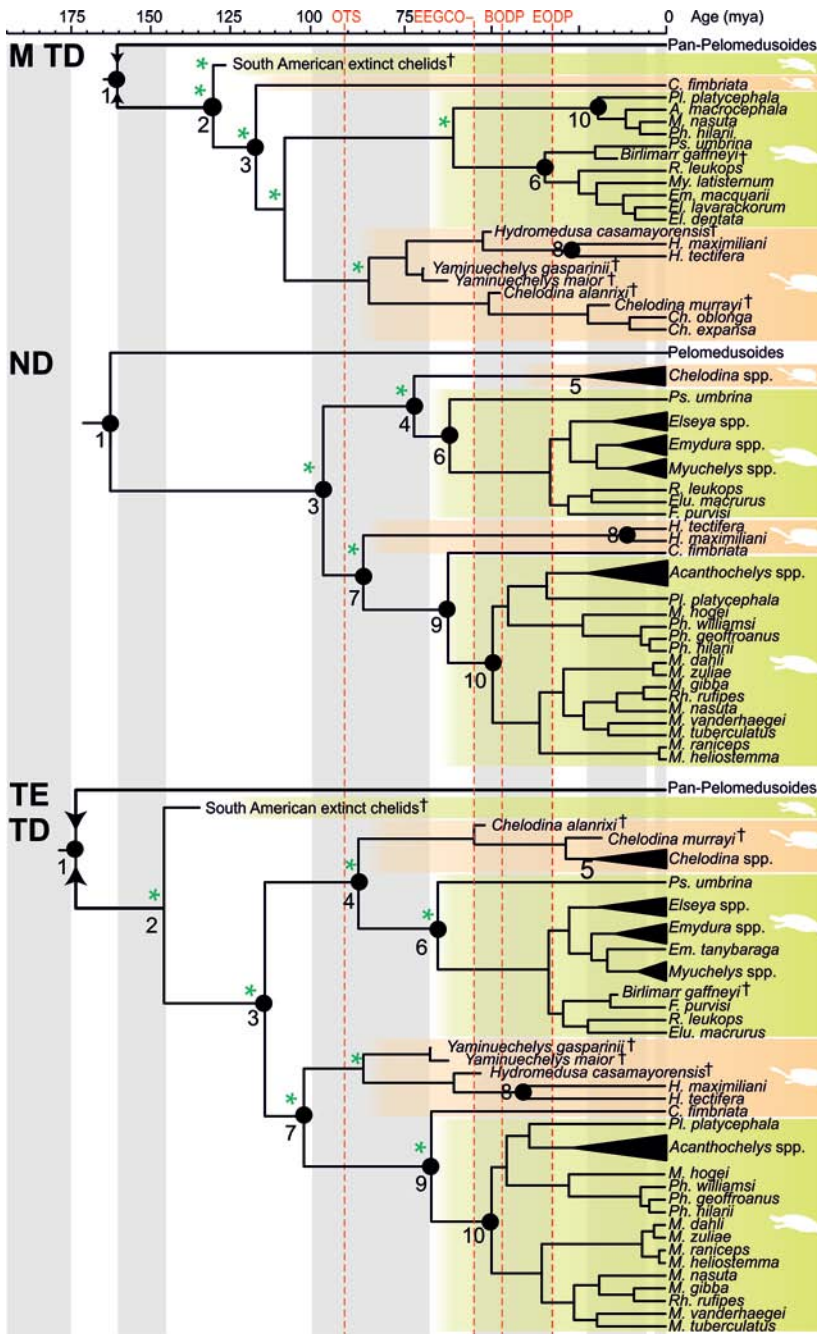 175 145 125 100 OTS 75 EEGCO BODP EODP 0 Age (mya)
M TD
Pan-Pelomedusoides
* South American extinct chelids†
*
1
C. fimbriata
2
*
Pl. platycephala
A. macrocephala
10
* M. nasuta
3
Ph. hilarii
Ps. umbrina
Birlimarr gaffneyi†
R. leukops
6
My. latisternum
*
Em. macquarii
El. lavarackorum
El. dentata
Hydromedusa casamayorensis†
8 H. maximiliani
H. tectifera
*
Yaminuechelys gasparinii†
Yaminuechelys maior†
Chelodina alanrixi†
Chelodina murrayi†
Ch. oblonga
Ch. expansa
ND
Pelomedusoides
5 Chelodina spp.
*
Ps. umbrina
4
1
Elseya spp.
6
Emydura spp.
*
Myuchelys spp.
3
R. leukops
Elu. macrurus
F. purvisi
H. tectifera
8
H. maximiliani
*
C. fimbriata
7
Acanthochelys spp.
Pl. platycephala
9
M. hogei
Ph. williamsi
Ph. geoffroanus
Ph. hilarii
10
M. dahli
M. zuliae
M. gibba
Rh. rufipes
M. nasuta
M. vanderhaegei
M. tuberculatus
M. raniceps
M. heliostemma
TE
TD
Pan-Pelomedusoides
South American extinct chelids†
1
Chelodina alanrixi†
Chelodina murrayi†
5 Chelodina spp.
*
4
Ps. umbrina
*
2
*
6
Elseya spp.
Emydura spp.
Em. tanybaraga
Myuchelys spp.
*
3
Birlimarr gaffneyi†
F. purvisi
R. leukops
Elu. macrurus
Yaminuechelys gasparinii†
*
Yaminuechelys maior†
Hydromedusa casamayorensis†
8 H. maximiliani
H. tectifera
*
7
C. fimbriata
Pl. platycephala
*
9
Acanthochelys spp.
M. hogei
Ph. williamsi
Ph. geoffroanus
10
Ph. hilarii
M. dahli
M. zuliae
M. raniceps
M. heliostemma
M. nasuta
M. gibba
Rh. rufipes
M. vanderhaegei
M. tuberculatus